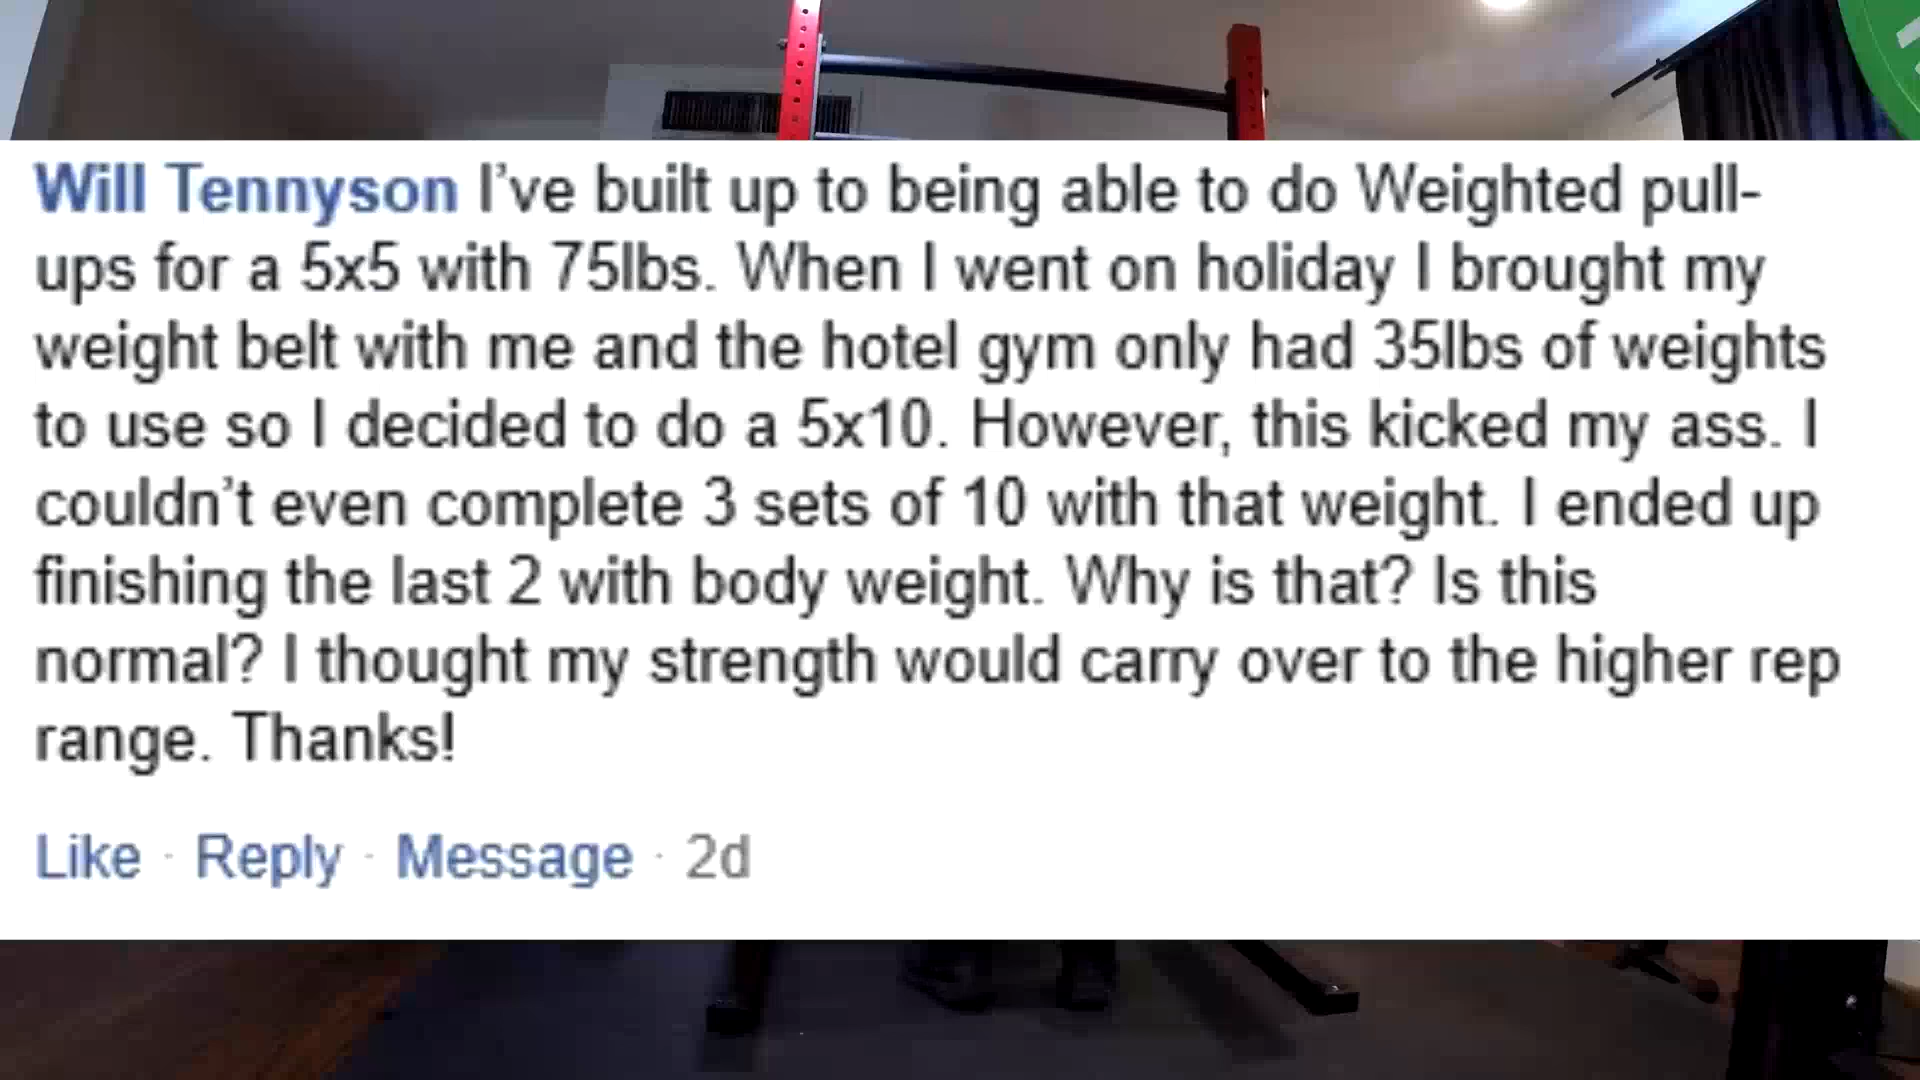 Will Tennyson I’ve built up to being able to do Weighted pull-
ups for a 5x5 with 75lbs. When I went on holiday I brought my
weight belt with me and the hotel gym only had 35lbs of weights
to use so I decided to do a 5x10. However, this kicked my ass. I
couldn’t even complete 3 sets of 10 with that weight. I ended up
finishing the last 2 with body weight. Why is that? Is this
normal? I thought my strength would carry over to the higher rep
range. Thanks!
Like · Reply · Message · 2d